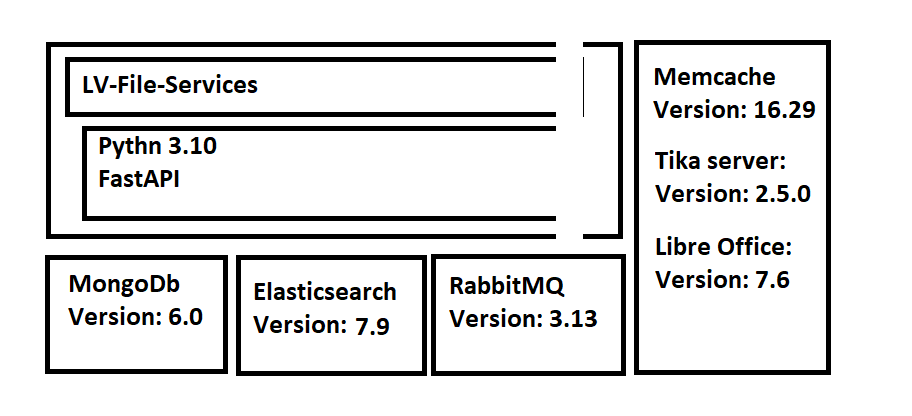 LV-File-Services
Pythn 3.10
FastAPI
MongoDb
Version: 6.0
Elasticsearch
Version: 7.9
RabbitMQ
Version: 3.13
Memcache
Version: 16.29
Tika server:
Version: 2.5.0
Libre Office:
Version: 7.6